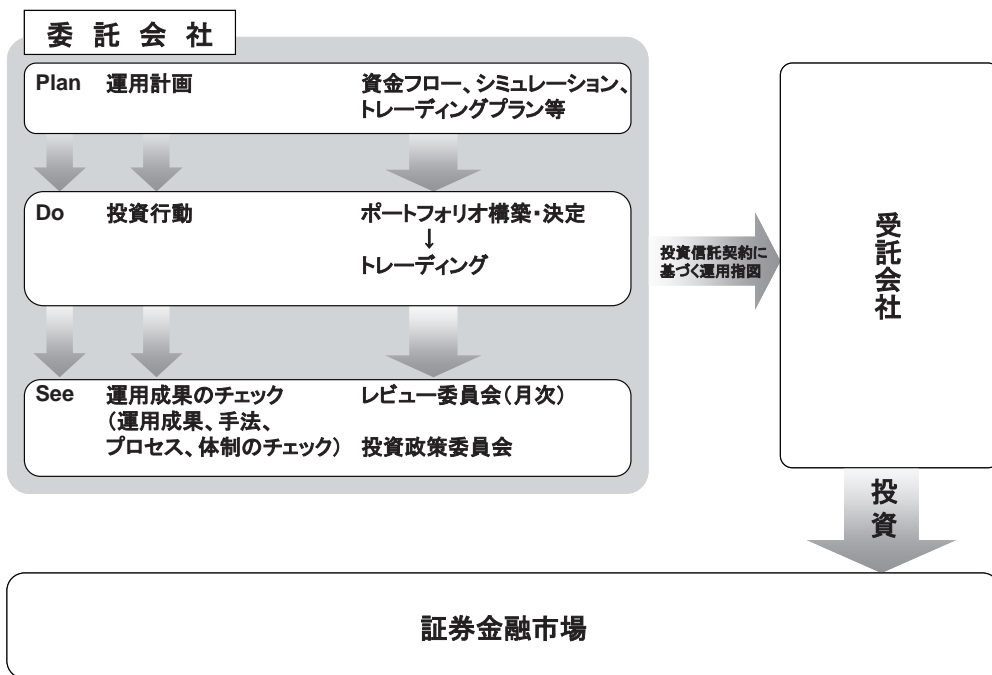 委託会社
Plan 運用計画 資金フロー、シミュレーション、
トレーディングプラン等
Do 投資行動 ポートフォリオ構築・決定
↓
トレーディング
See 運用成果のチェック レビュー委員会(月次)
(運用成果、手法、
プロセス、体制のチェック) 投資政策委員会
投資信託契約に
基づく運用指図
受託会社
投資
証券金融市場